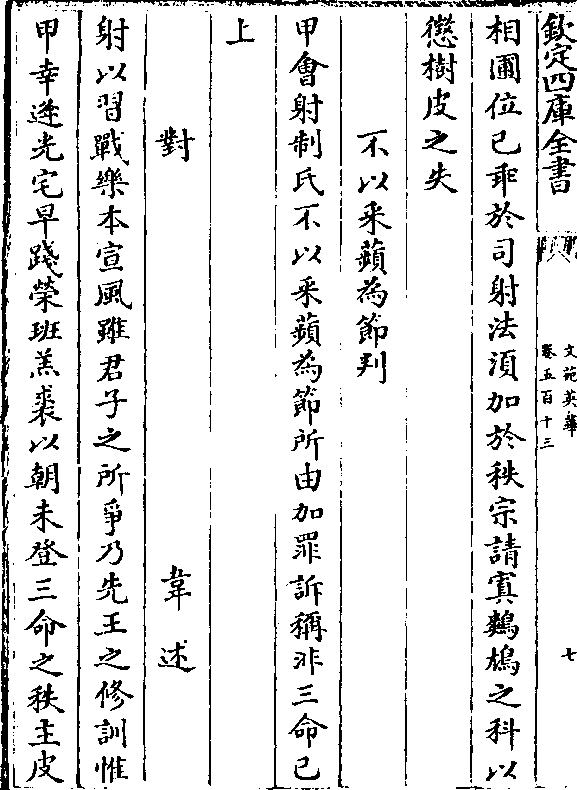 欽定四庫全書
文苑英華
卷五百十三
七
相圃位已乖於司射法湏加於秩宗請寘鷞鳩之科以
懲樹皮之失
不以采蘋為節判
甲會射制氏不以采蘋為節所由加罪訴稱非三命已
上
對
韋述
射以習戰樂本宣風雖君子之所爭乃先王之修訓惟
甲幸逢光宅早踐榮班羔裘以朝未登三命之秩主皮